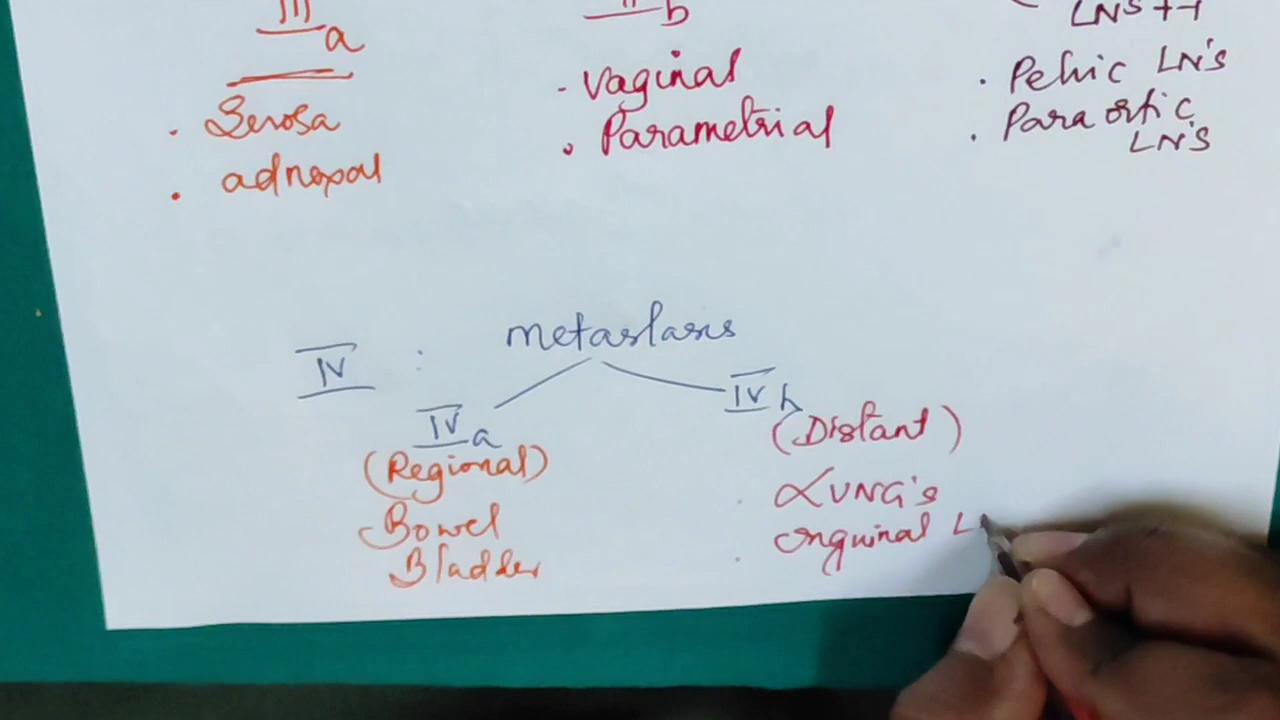 III a
II b
LNS ++
. Serosa
. adnexal
- Vaginal
. Parametrial
. Pelvic LN's
. Para ortic
LN'S
IV : metastasis
IV a
(Regional)
- Bowel
Bladder
IV b
(Distant)
. LUNG's
. Inguinal L